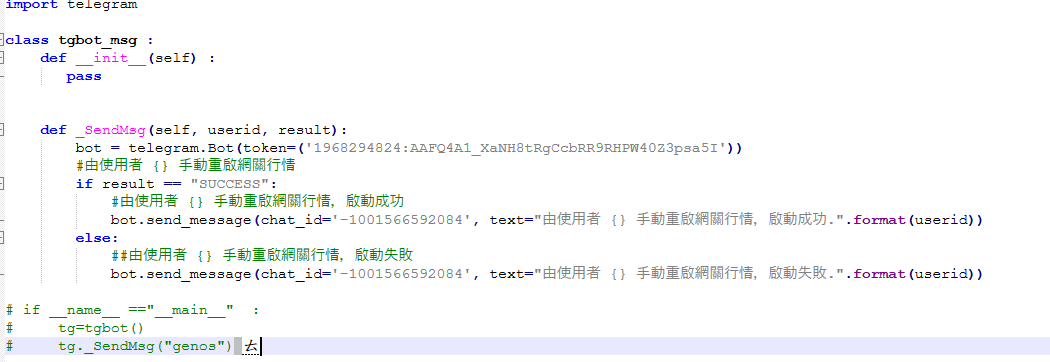 import telegram
class tgbot_msg :
def __init__(self) :
pass
def _SendMsg(self, userid, result):
bot = telegram.Bot(token=('1968294824:AAFQ4A1_XaNH8tRgCcbRR9RHPW40Z3psa5I'))
#由使用者 {} 手動重啟網關行情
if result == "SUCCESS":
#由使用者 {} 手動重啟網關行情, 啟動成功
bot.send_message(chat_id='-1001566592084', text="由使用者 {} 手動重啟網關行情, 啟動成功.".format(userid))
else:
##由使用者 {} 手動重啟網關行情, 啟動失敗
bot.send_message(chat_id='-1001566592084', text="由使用者 {} 手動重啟網關行情, 啟動失敗.".format(userid))
# if __name__ =="__main__" :
# tg=tgbot()
# tg._SendMsg("genos") ㄊ